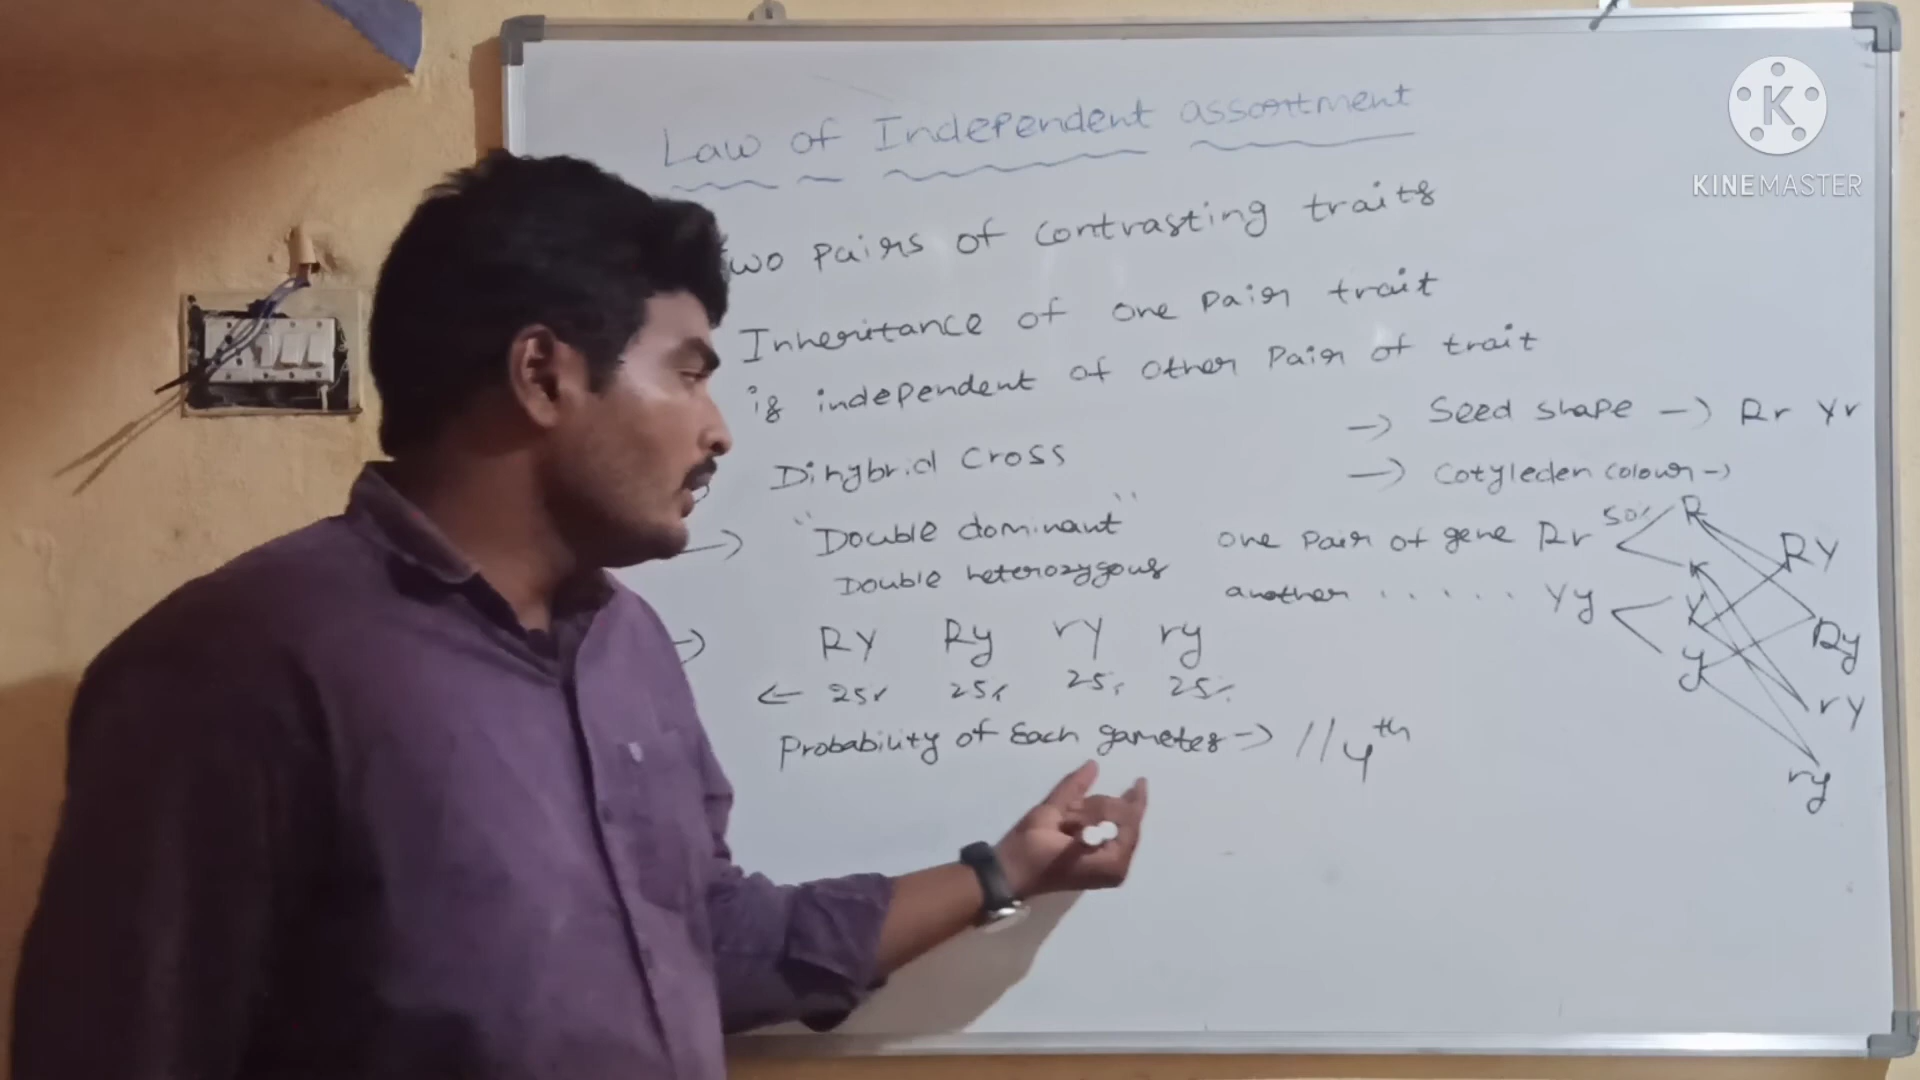 Law of Independent assortment
Two pairs of contrasting traits
Inheritance of one pair trait
is independent of other pair of trait
→ Seed shape → Rr Yr
→ Cotyleden colour →
Dihybrid Cross
→ "Double dominant"
Double heterozygous
one pair of gene Rr 50% R
r
another ...... Yy Y
y
RY
Ry
rY
ry
→ RY Ry rY ry
← 25% 25% 25% 25%
Probability of Each gametes → 1/4th
K
KINEMASTER